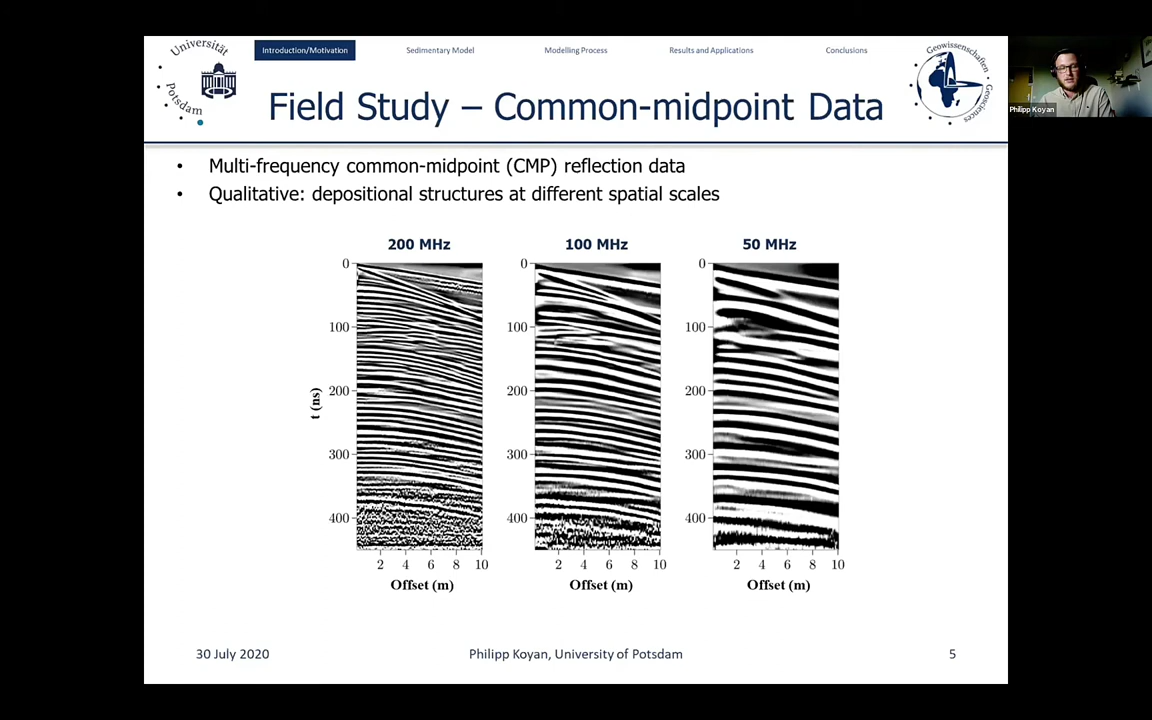 Universität
Potsdam
Introduction/Motivation
Sedimentary Model
Modelling Process
Results and Applications
Conclusions
Geowissenschaften
Geosciences
Philipp Koyan
Field Study – Common-midpoint Data
• Multi-frequency common-midpoint (CMP) reflection data
• Qualitative: depositional structures at different spatial scales
200 MHz
100 MHz
50 MHz
t (ns)
0
100
200
300
400
2 4 6 8 10
Offset (m)
0
100
200
300
400
2 4 6 8 10
Offset (m)
0
100
200
300
400
2 4 6 8 10
Offset (m)
30 July 2020
Philipp Koyan, University of Potsdam
5